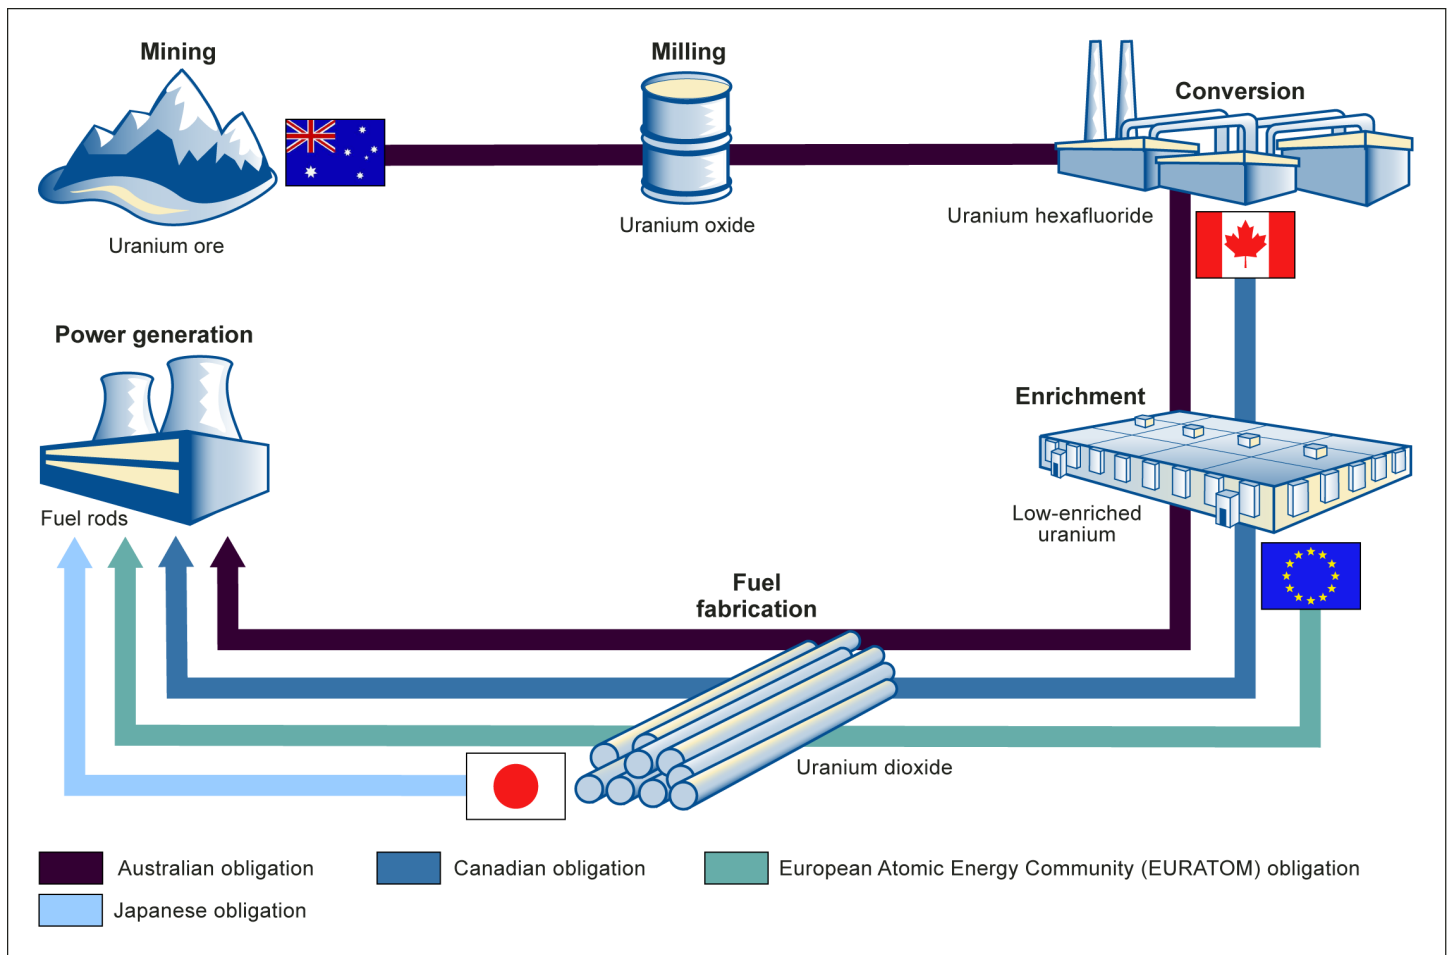 Mining
Milling
Conversion
Uranium ore
Uranium oxide
Uranium hexafluoride
Power generation
Enrichment
Fuel rods
Low-enriched
uranium
Fuel
fabrication
Uranium dioxide
Australian obligation
Canadian obligation
European Atomic Energy Community (EURATOM) obligation
Japanese obligation